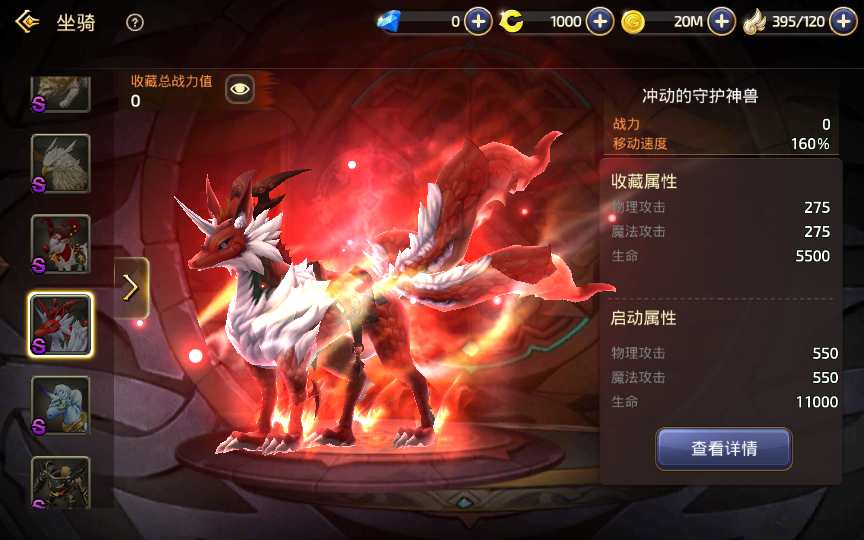 坐骑
?
0
1000
20M
395/120
收藏总战力值
0
冲动的守护神兽
战力 0
移动速度 160%
收藏属性
物理攻击 275
魔法攻击 275
生命 5500
启动属性
物理攻击 550
魔法攻击 550
生命 11000
查看详情
S
S
S
S
S
S